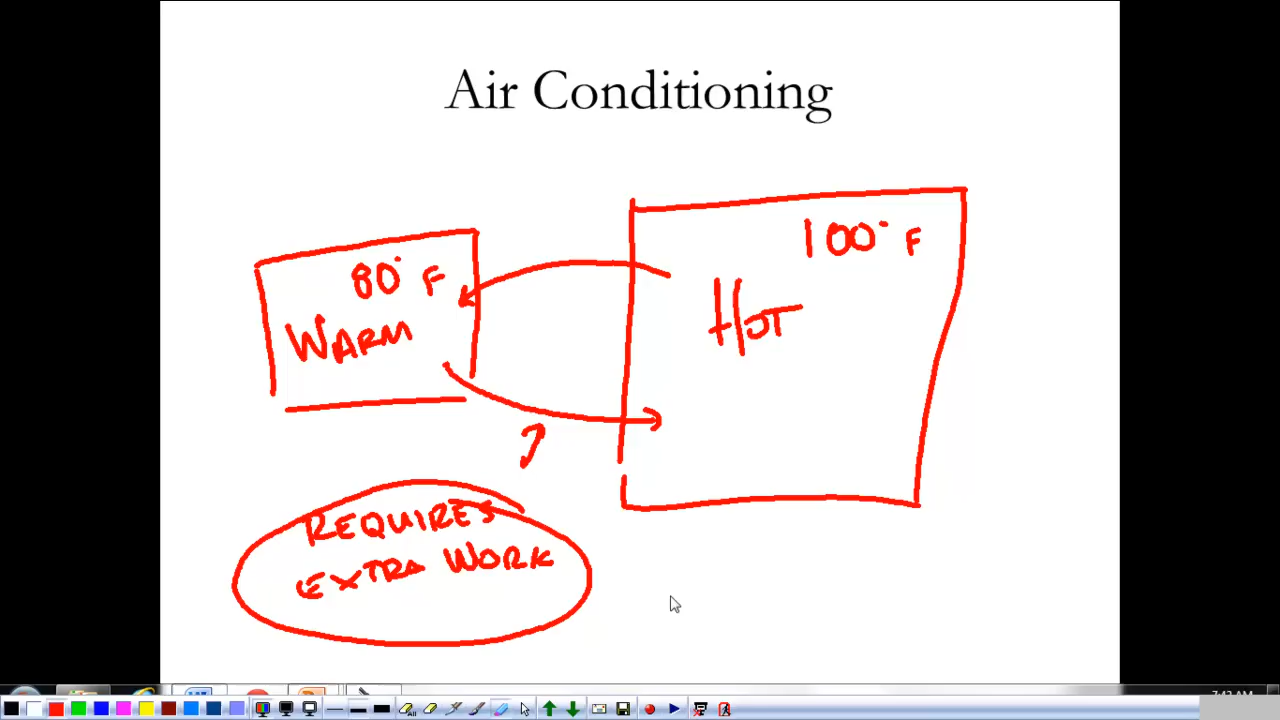 Air Conditioning
100° F
80° F
HOT
WARM
REQUIRES
EXTRA WORK